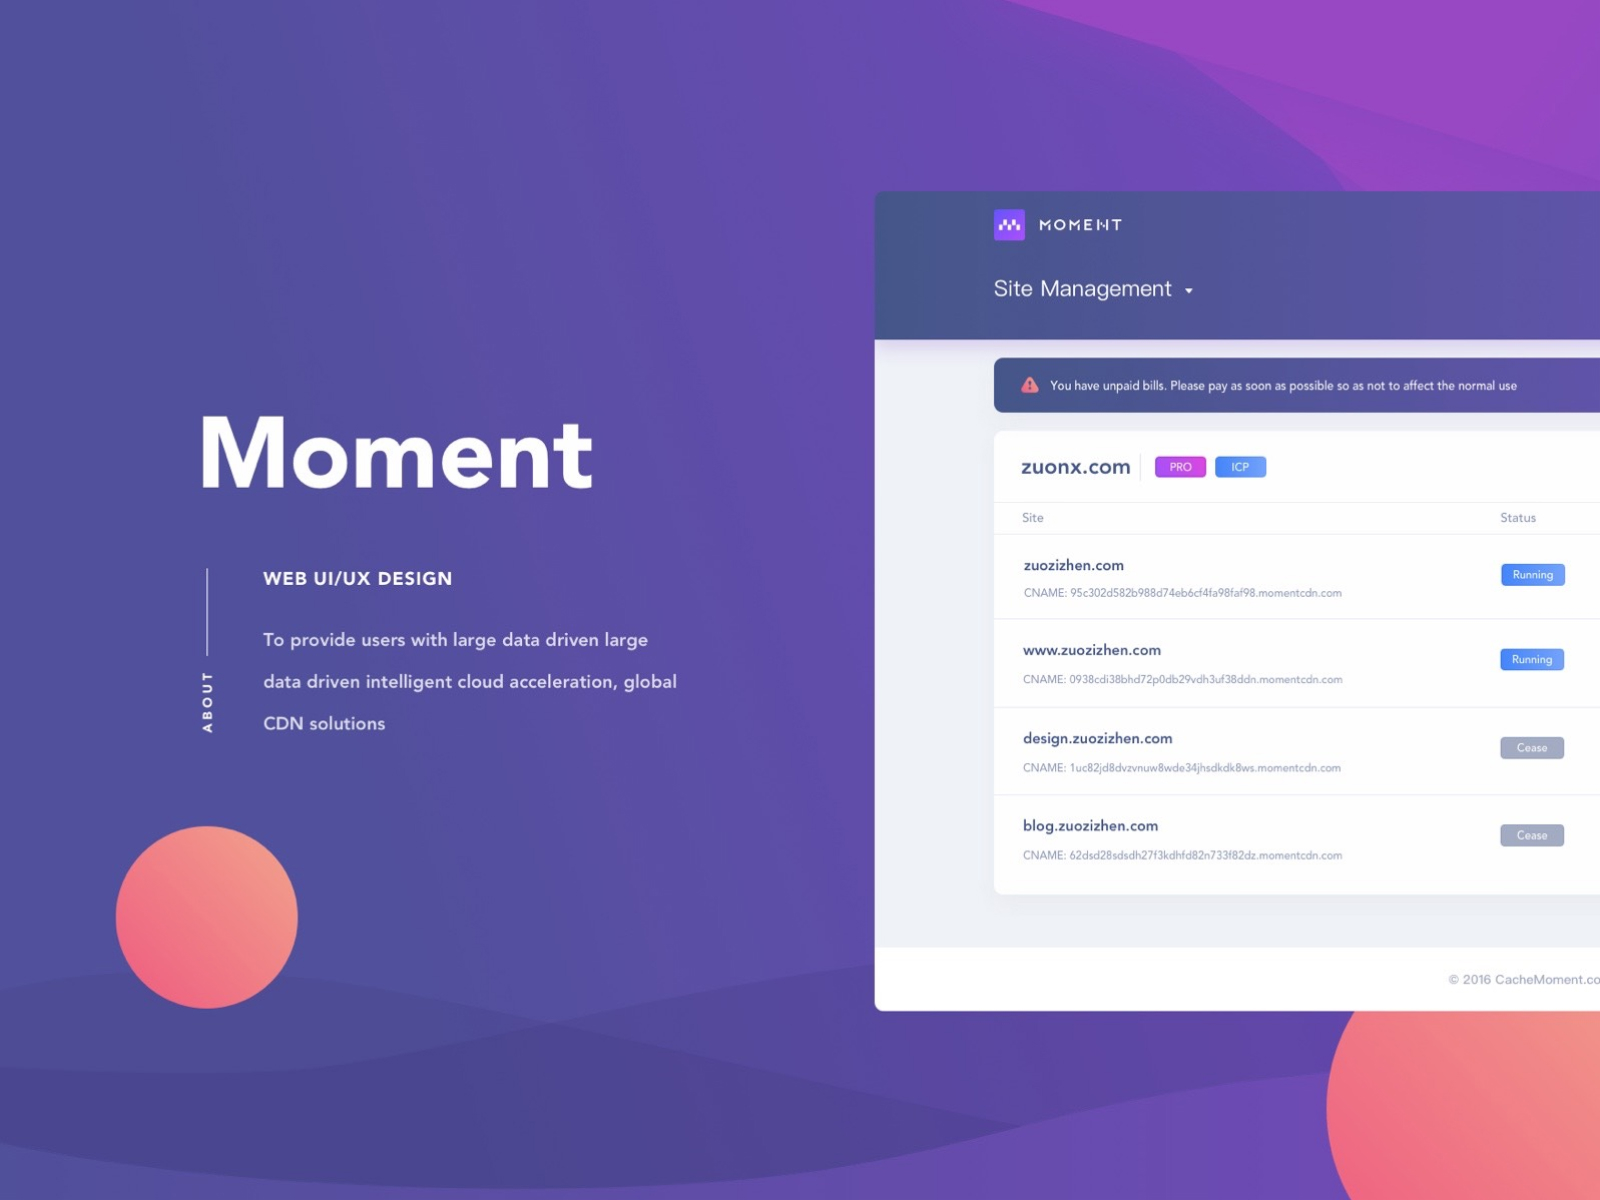 Moment
WEB UI/UX DESIGN
To provide users with large data driven large
data driven intelligent cloud acceleration, global
CDN solutions
ABOUT
MOMENT
Site Management
You have unpaid bills. Please pay as soon as possible so as not to affect the normal use
zuonx.com PRO ICP
Site Status
zuozizhen.com Running
CNAME: 95c302d582b988d74eb6cf4fa98faf98.momentcdn.com
www.zuozizhen.com Running
CNAME: 0938cdi38bhd72p0db29vdh3uf38ddn.momentcdn.com
design.zuozizhen.com Cease
CNAME: 1uc82jd8dvzvnuw8wde34jhsdkdk8ws.momentcdn.com
blog.zuozizhen.com Cease
CNAME: 62dsd28sdsdh27f3kdhfd82n733f82dz.momentcdn.com
© 2016 CacheMoment.co